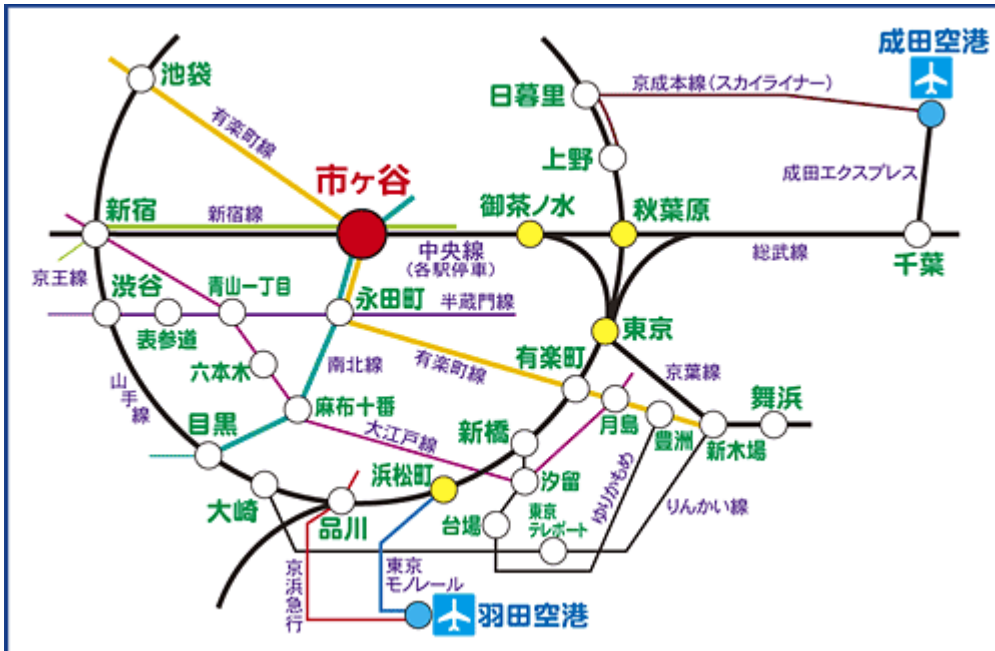 成田空港
池袋
日暮里
京成本線(スカイライナー)
有楽町線
上野
成田エクスプレス
市ヶ谷
新宿
新宿線
御茶ノ水
秋葉原
中央線
(各駅停車)
総武線
千葉
京王線
渋谷
青山一丁目
永田町
半蔵門線
表参道
東京
有楽町
有楽町線
京葉線
六本木
南北線
舞浜
山手線
麻布十番
月島
豊洲
新木場
目黒
大江戸線
新橋
浜松町
汐留
ゆりかもめ
りんかい線
大崎
品川
台場
東京
テレポート
京浜急行
東京
モノレール
羽田空港